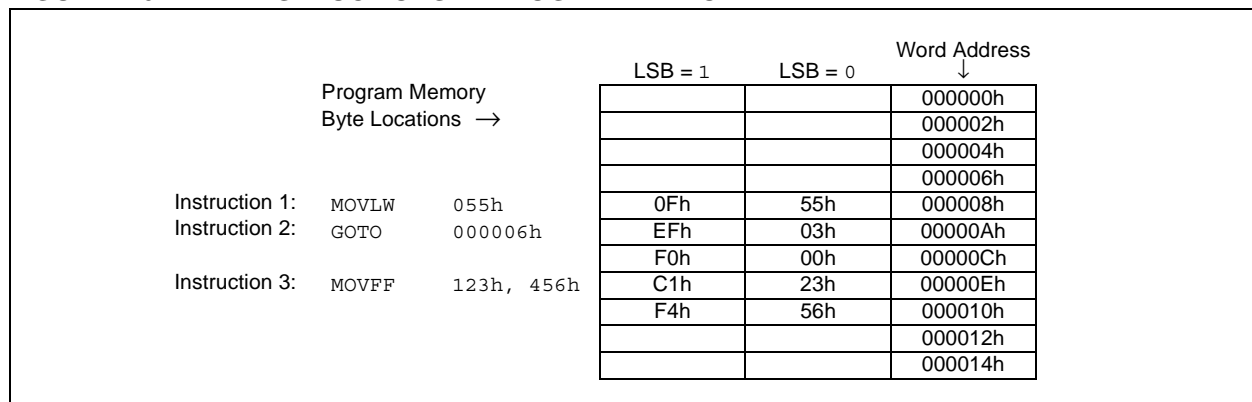 Word Address
LSB = 1 LSB = 0 ↓
Program Memory 000000h
Byte Locations → 000002h
000004h
000006h
Instruction 1: MOVLW 055h 0Fh 55h 000008h
Instruction 2: GOTO 000006h EFh 03h 00000Ah
F0h 00h 00000Ch
Instruction 3: MOVFF 123h, 456h C1h 23h 00000Eh
F4h 56h 000010h
000012h
000014h